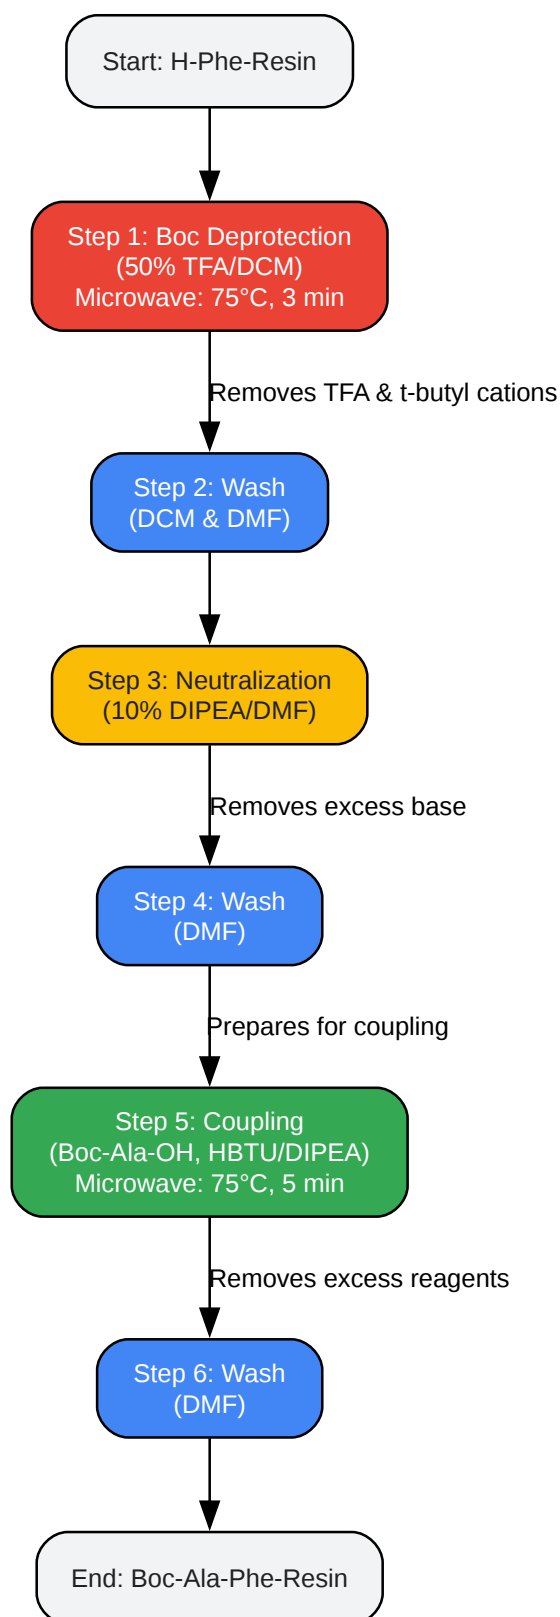 Start: H-Phe-Resin
Step 1: Boc Deprotection
(50% TFA/DCM)
Microwave: 75°C, 3 min
Removes TFA & t-butyl cations
Step 2: Wash
(DCM & DMF)
Step 3: Neutralization
(10% DIPEA/DMF)
Removes excess base
Step 4: Wash
(DMF)
Prepares for coupling
Step 5: Coupling
(Boc-Ala-OH, HBTU/DIPEA)
Microwave: 75°C, 5 min
Removes excess reagents
Step 6: Wash
(DMF)
End: Boc-Ala-Phe-Resin